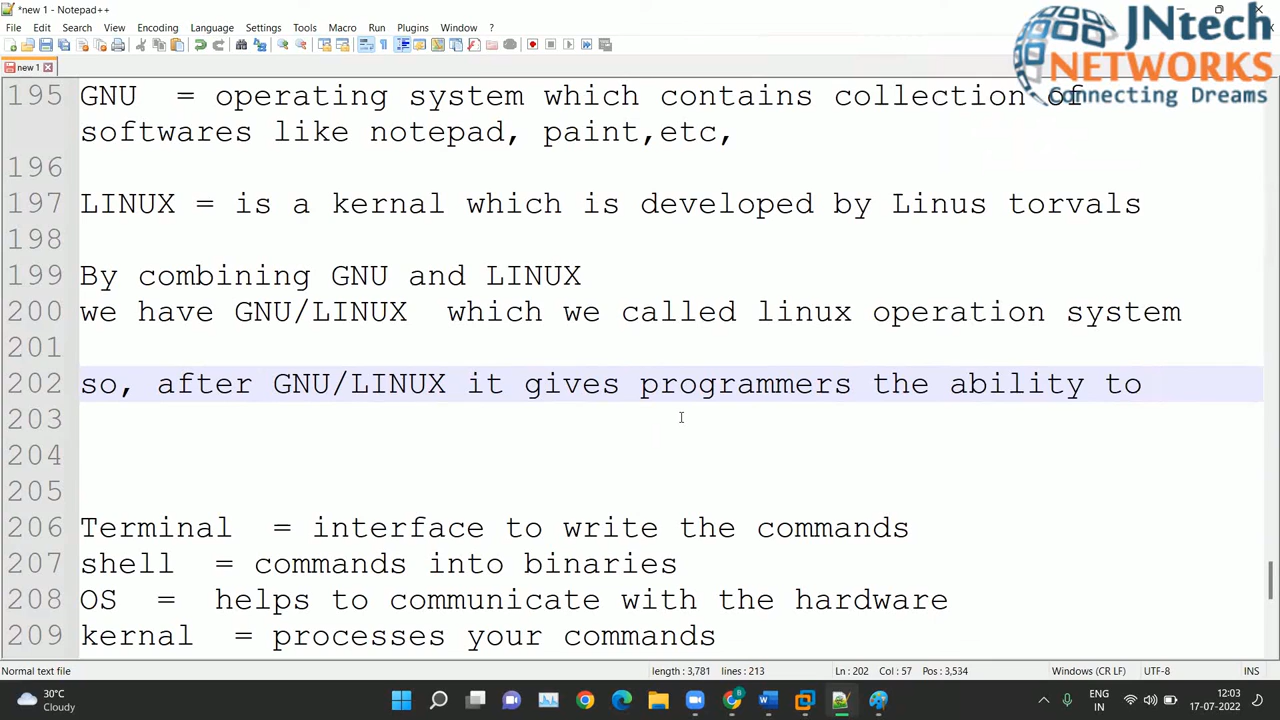 *new 1 - Notepad++
File Edit Search View Encoding Language Settings Tools Macro Run Plugins Window ?
new 1
JNtech
NETWORKS
Connecting Dreams
195 GNU = operating system which contains collection of
softwares like notepad, paint,etc,
196
197 LINUX = is a kernal which is developed by Linus torvals
198
199 By combining GNU and LINUX
200 we have GNU/LINUX which we called linux operation system
201
202 so, after GNU/LINUX it gives programmers the ability to
203
204
205
206 Terminal = interface to write the commands
207 shell = commands into binaries
208 OS = helps to communicate with the hardware
209 kernal = processes your commands
Normal text file length : 3,781 lines : 213 Ln : 202 Col : 57 Pos : 3,534 Windows (CR LF) UTF-8 INS
30°C
Cloudy
ENG
IN
12:03
17-07-2022